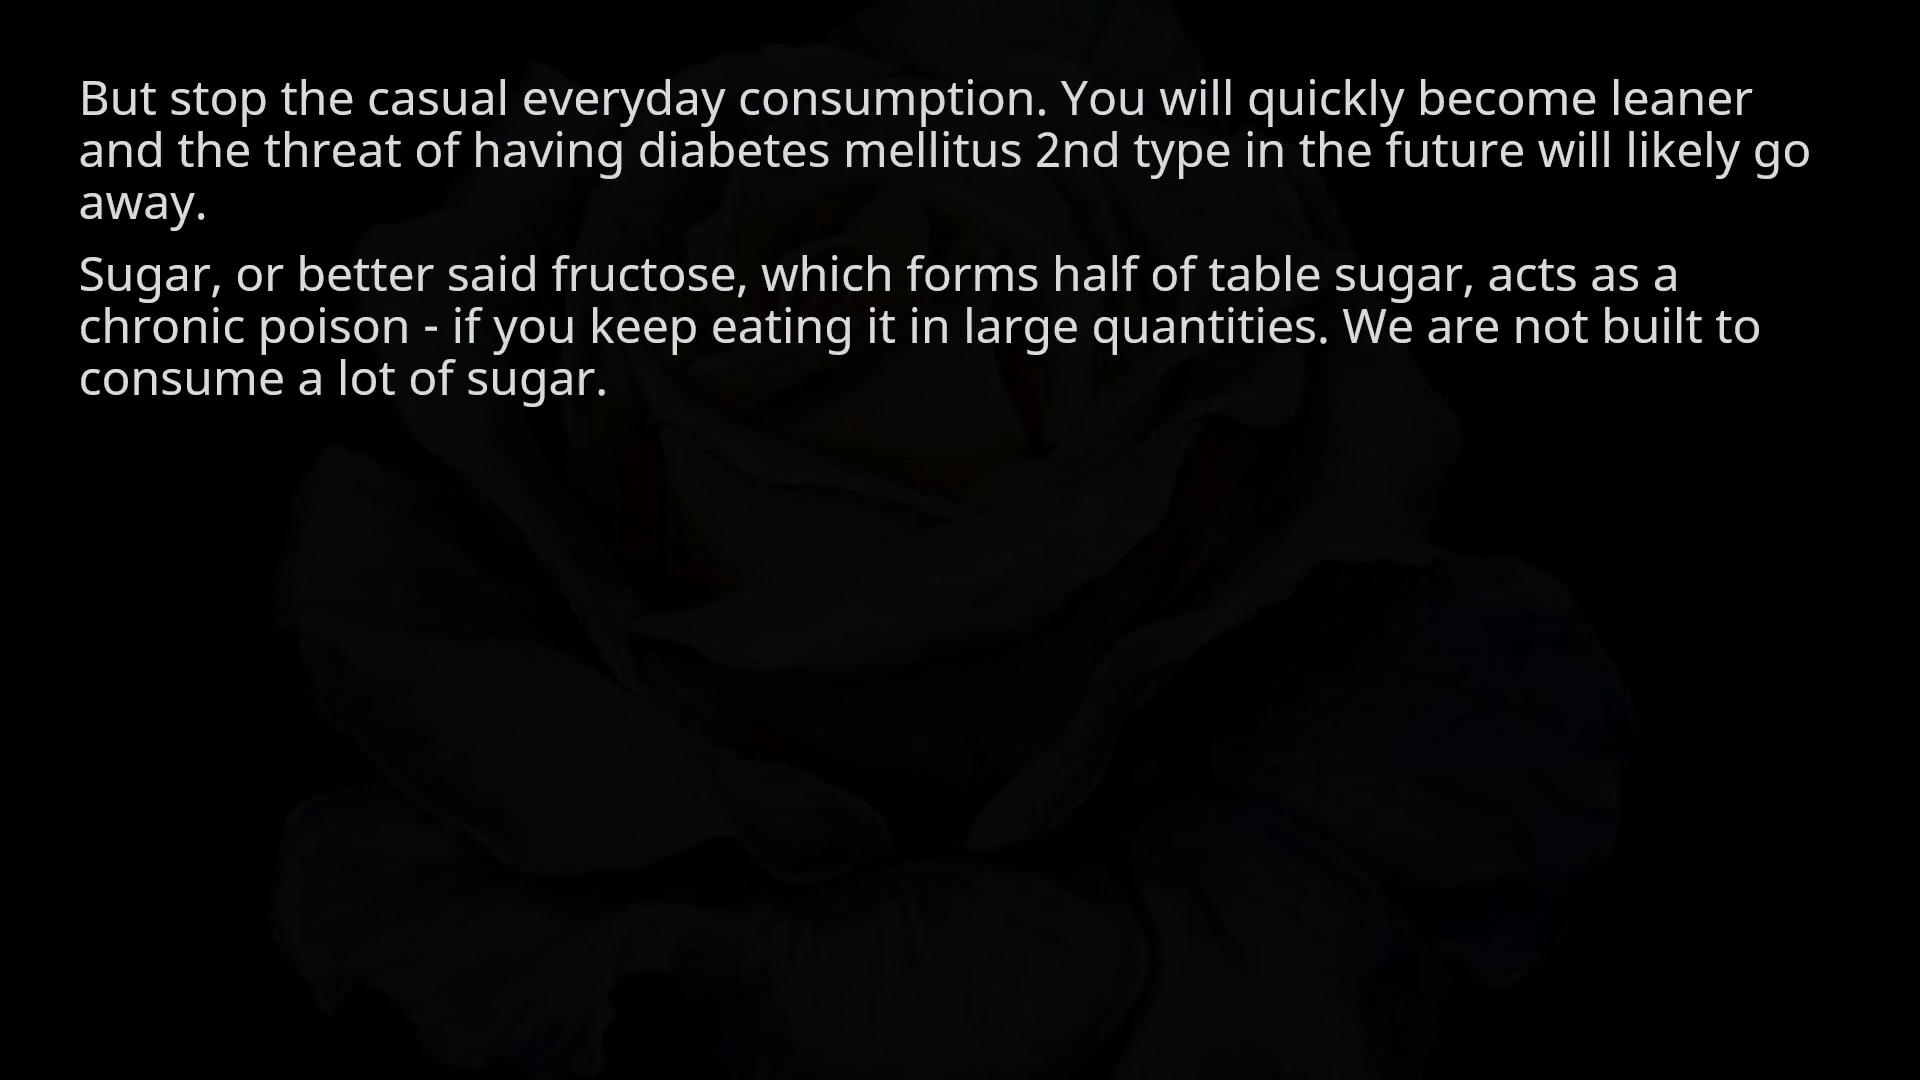 But stop the casual everyday consumption. You will quickly become leaner
and the threat of having diabetes mellitus 2nd type in the future will likely go
away.
Sugar, or better said fructose, which forms half of table sugar, acts as a
chronic poison - if you keep eating it in large quantities. We are not built to
consume a lot of sugar.